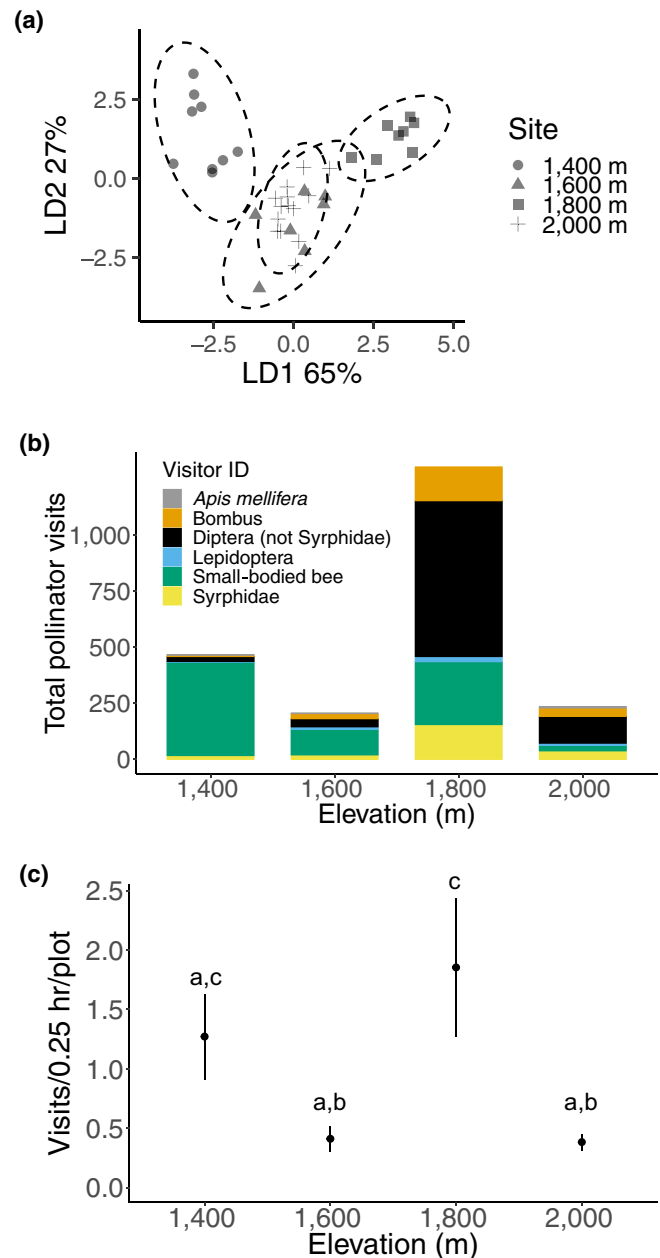 (a)
2.5
0.0
−2.5
LD2 27%
−2.5 0.0 2.5 5.0
LD1 65%
Site
1,400 m
1,600 m
1,800 m
2,000 m
(b)
Visitor ID
Apis mellifera
Bombus
Diptera (not Syrphidae)
Lepidoptera
Small-bodied bee
Syrphidae
1,000
750
500
250
0
Total pollinator visits
1,400 1,600 1,800 2,000
Elevation (m)
(c)
2.5
2.0
1.5
1.0
0.5
0.0
Visits/0.25 hr/plot
a,c
a,b
c
a,b
1,400 1,600 1,800 2,000
Elevation (m)